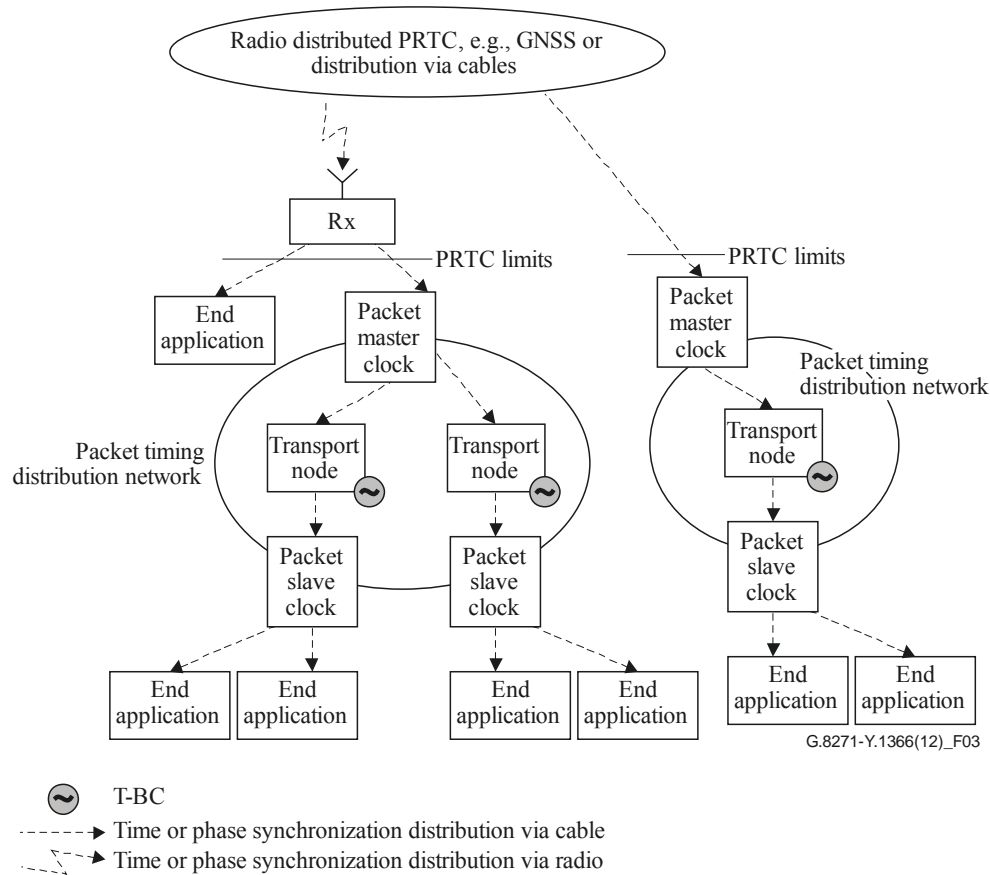 Radio distributed PRTC, e.g., GNSS or
distribution via cables
Rx
PRTC limits
PRTC limits
End
application
Packet
master
clock
Packet
master
clock
Packet timing
distribution network
Packet timing
distribution network
Transport
node
Transport
node
Transport
node
Packet
slave
clock
Packet
slave
clock
Packet
slave
clock
End
application
End
application
End
application
End
application
End
application
End
application
G.8271-Y.1366(12)_F03
T-BC
Time or phase synchronization distribution via cable
Time or phase synchronization distribution via radio